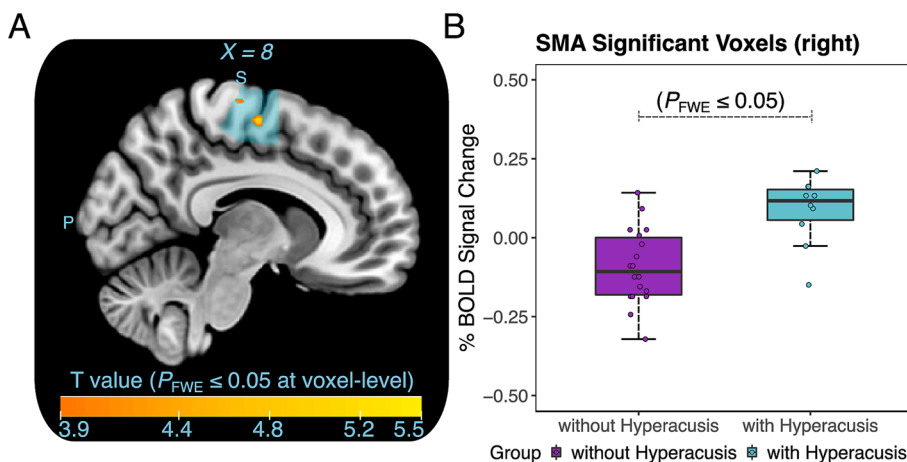 A
X = 8
S
P
T value (PFWE ≤ 0.05 at voxel-level)
3.9 4.4 4.8 5.2 5.5
B
SMA Significant Voxels (right)
% BOLD Signal Change
0.50
0.25
0.00
−0.25
−0.50
(PFWE ≤ 0.05)
without Hyperacusis with Hyperacusis
Group without Hyperacusis with Hyperacusis